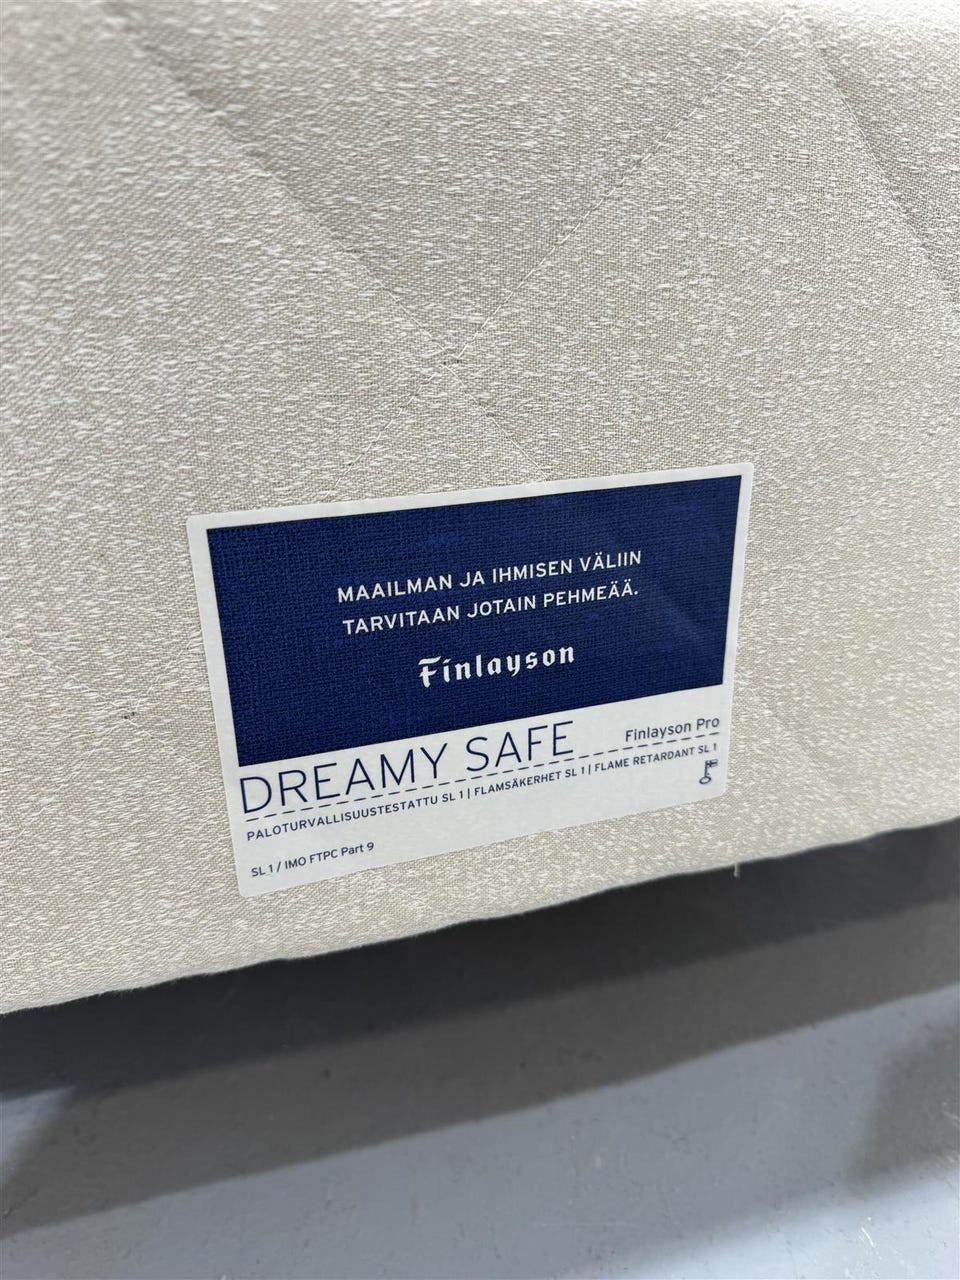 MAAILMAN JA IHMISEN VÄLIIN
TARVITAAN JOTAIN PEHMEÄÄ.
Finlayson
DREAMY SAFE
Finlayson Pro
PALOTURVALLISUUSTESTATTU SL 1 | FLAMSÄKERHET SL 1 | FLAME RETARDANT SL 1
SL 1 / IMO FTPC Part 9